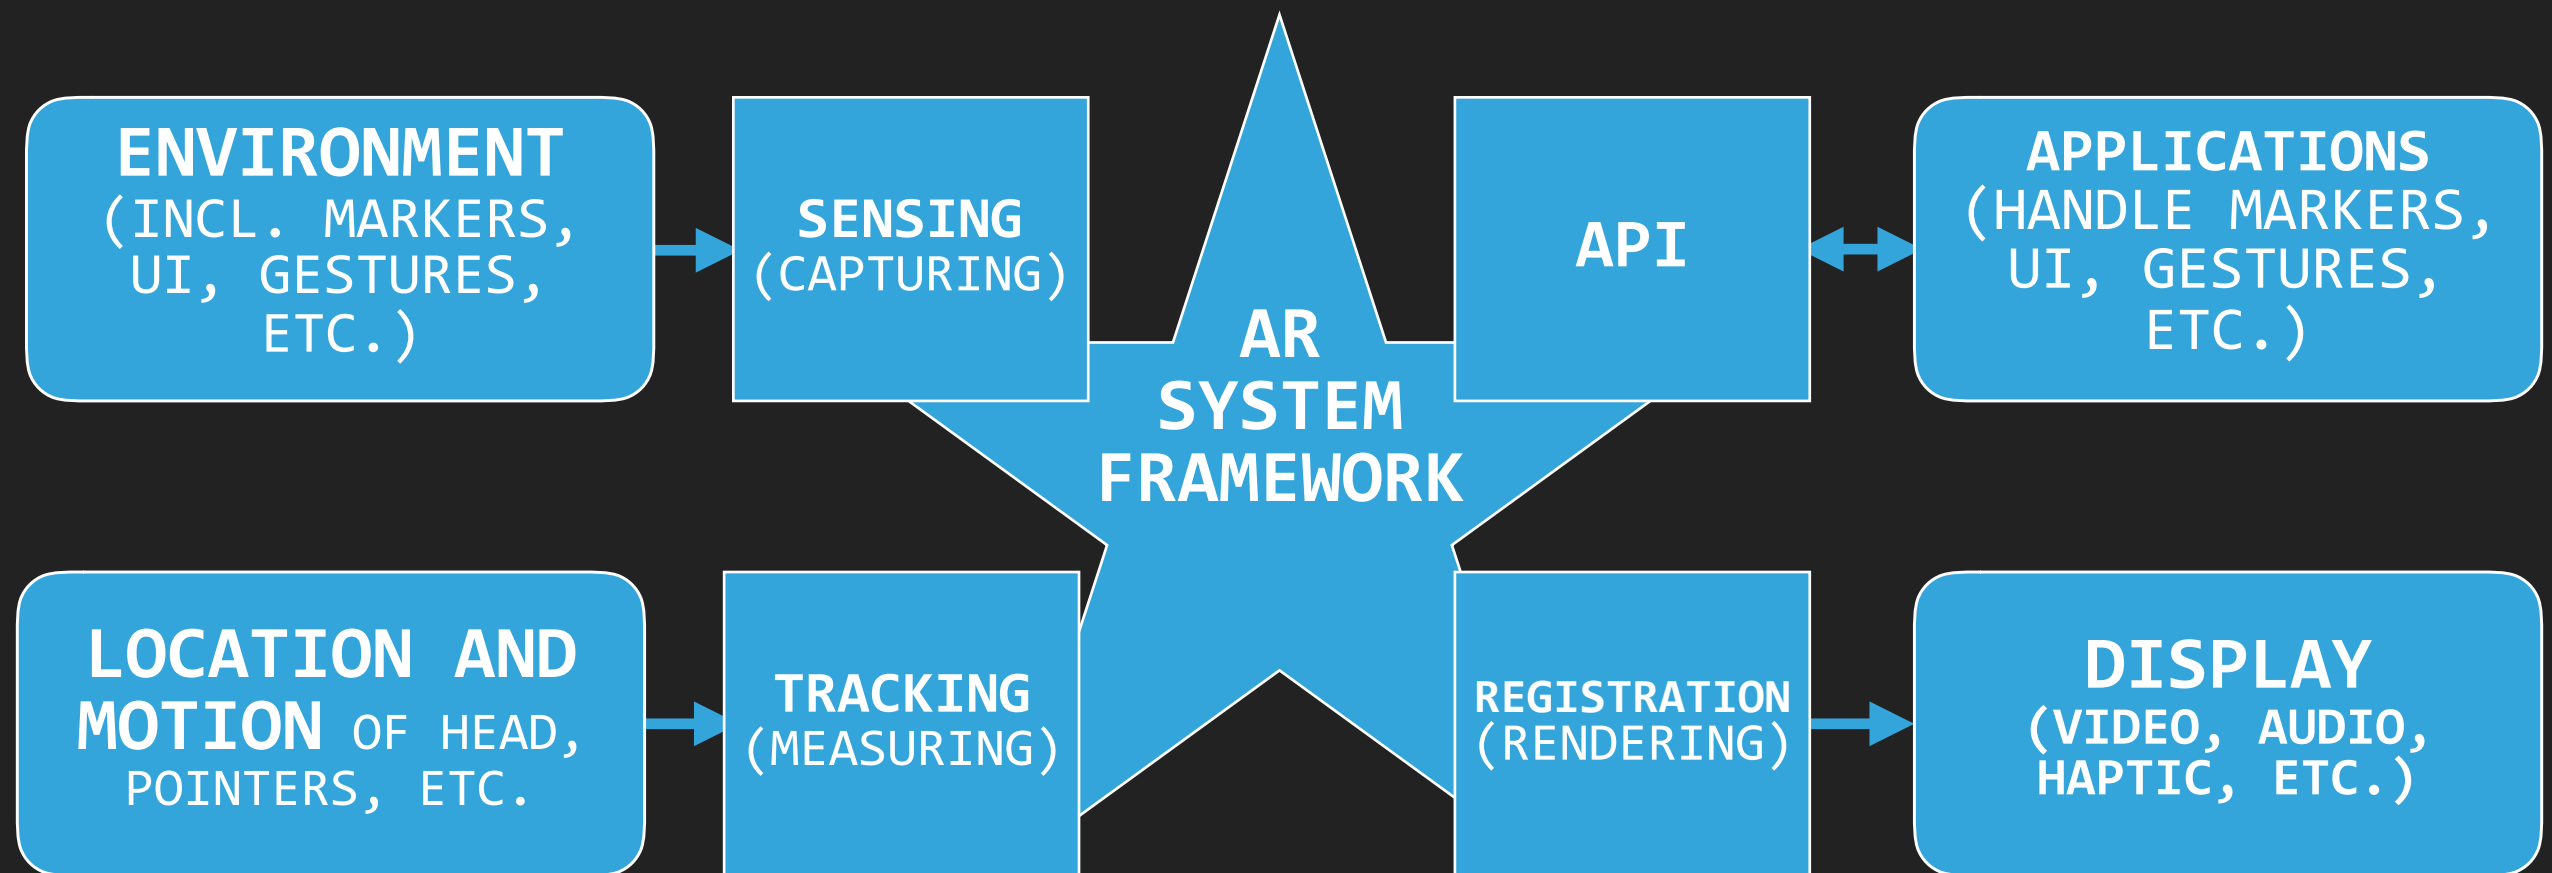 ENVIRONMENT
(INCL. MARKERS,
UI, GESTURES,
ETC.)
SENSING
(CAPTURING)
AR
SYSTEM
FRAMEWORK
API
APPLICATIONS
(HANDLE MARKERS,
UI, GESTURES,
ETC.)
LOCATION AND
MOTION OF HEAD,
POINTERS, ETC.
TRACKING
(MEASURING)
REGISTRATION
(RENDERING)
DISPLAY
(VIDEO, AUDIO,
HAPTIC, ETC.)